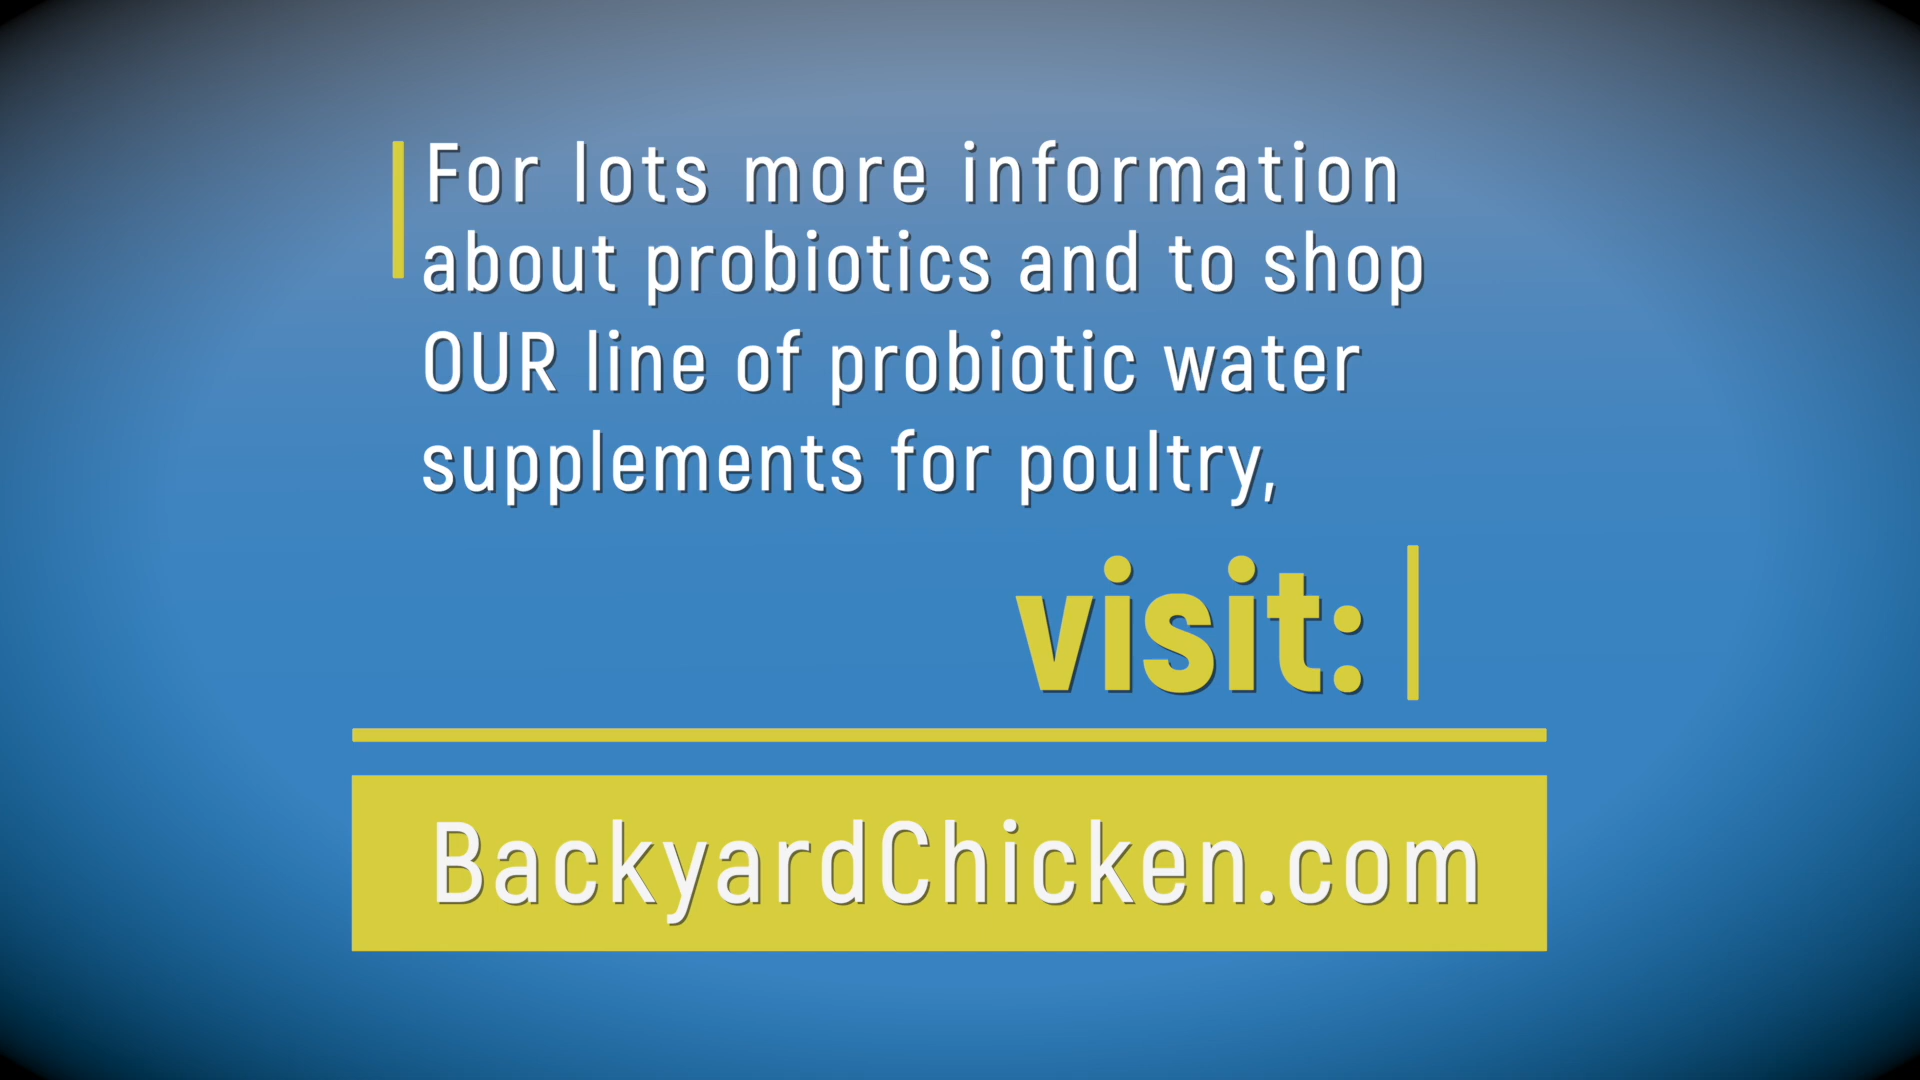 For lots more information
about probiotics and to shop
OUR line of probiotic water
supplements for poultry,
visit:
BackyardChicken.com